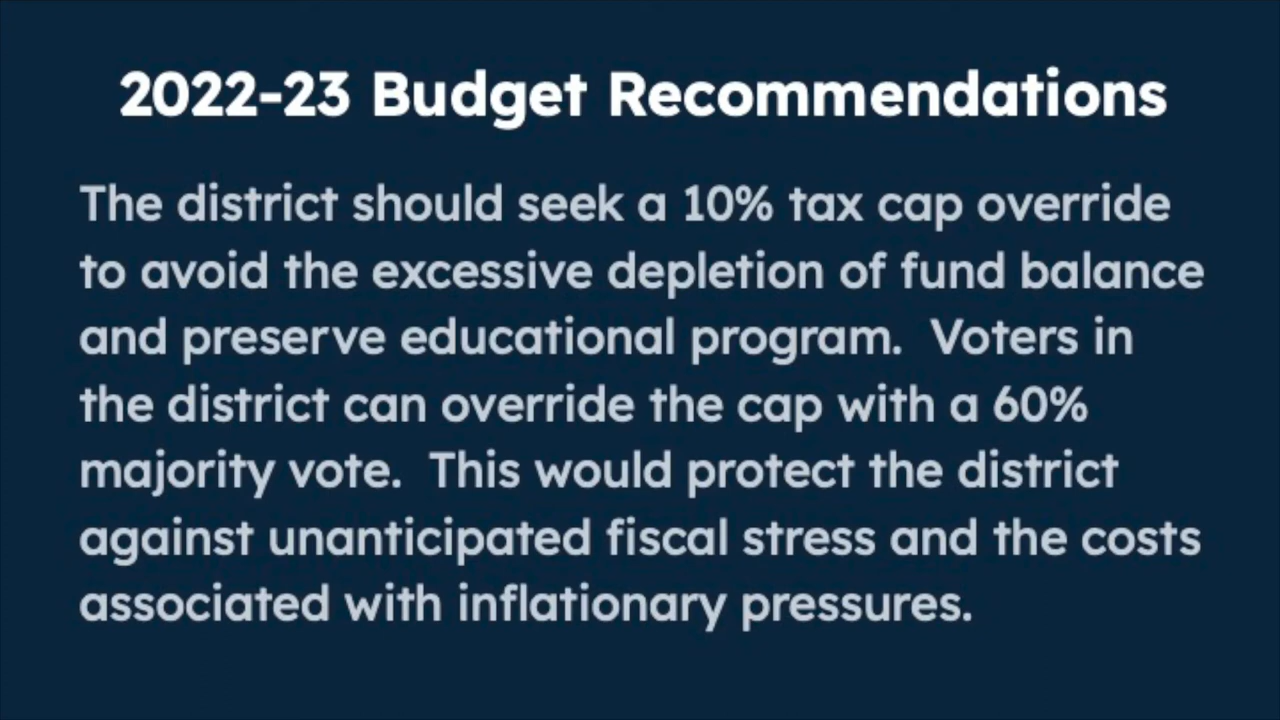 2022-23 Budget Recommendations
The district should seek a 10% tax cap override
to avoid the excessive depletion of fund balance
and preserve educational program.  Voters in
the district can override the cap with a 60%
majority vote.  This would protect the district
against unanticipated fiscal stress and the costs
associated with inflationary pressures.